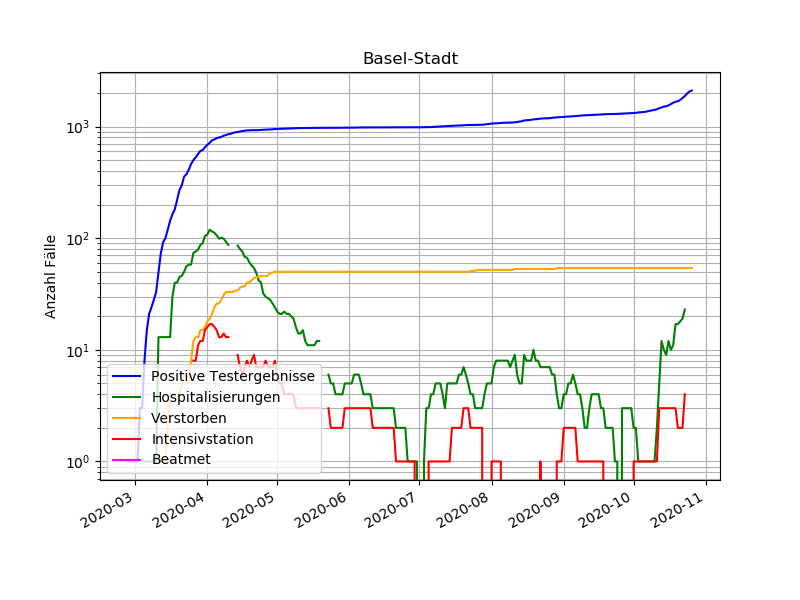 Basel-Stadt
Anzahl Fälle
10³
10²
10¹
10⁰
Positive Testergebnisse
Hospitalisierungen
Verstorben
Intensivstation
Beatmet
2020-03 2020-04 2020-05 2020-06 2020-07 2020-08 2020-09 2020-10 2020-11